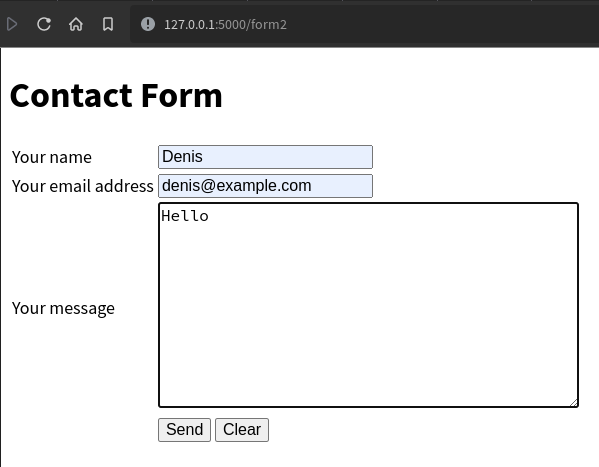 127.0.0.1:5000/form2
Contact Form
Your name Denis
Your email address denis@example.com
Your message Hello
Send Clear